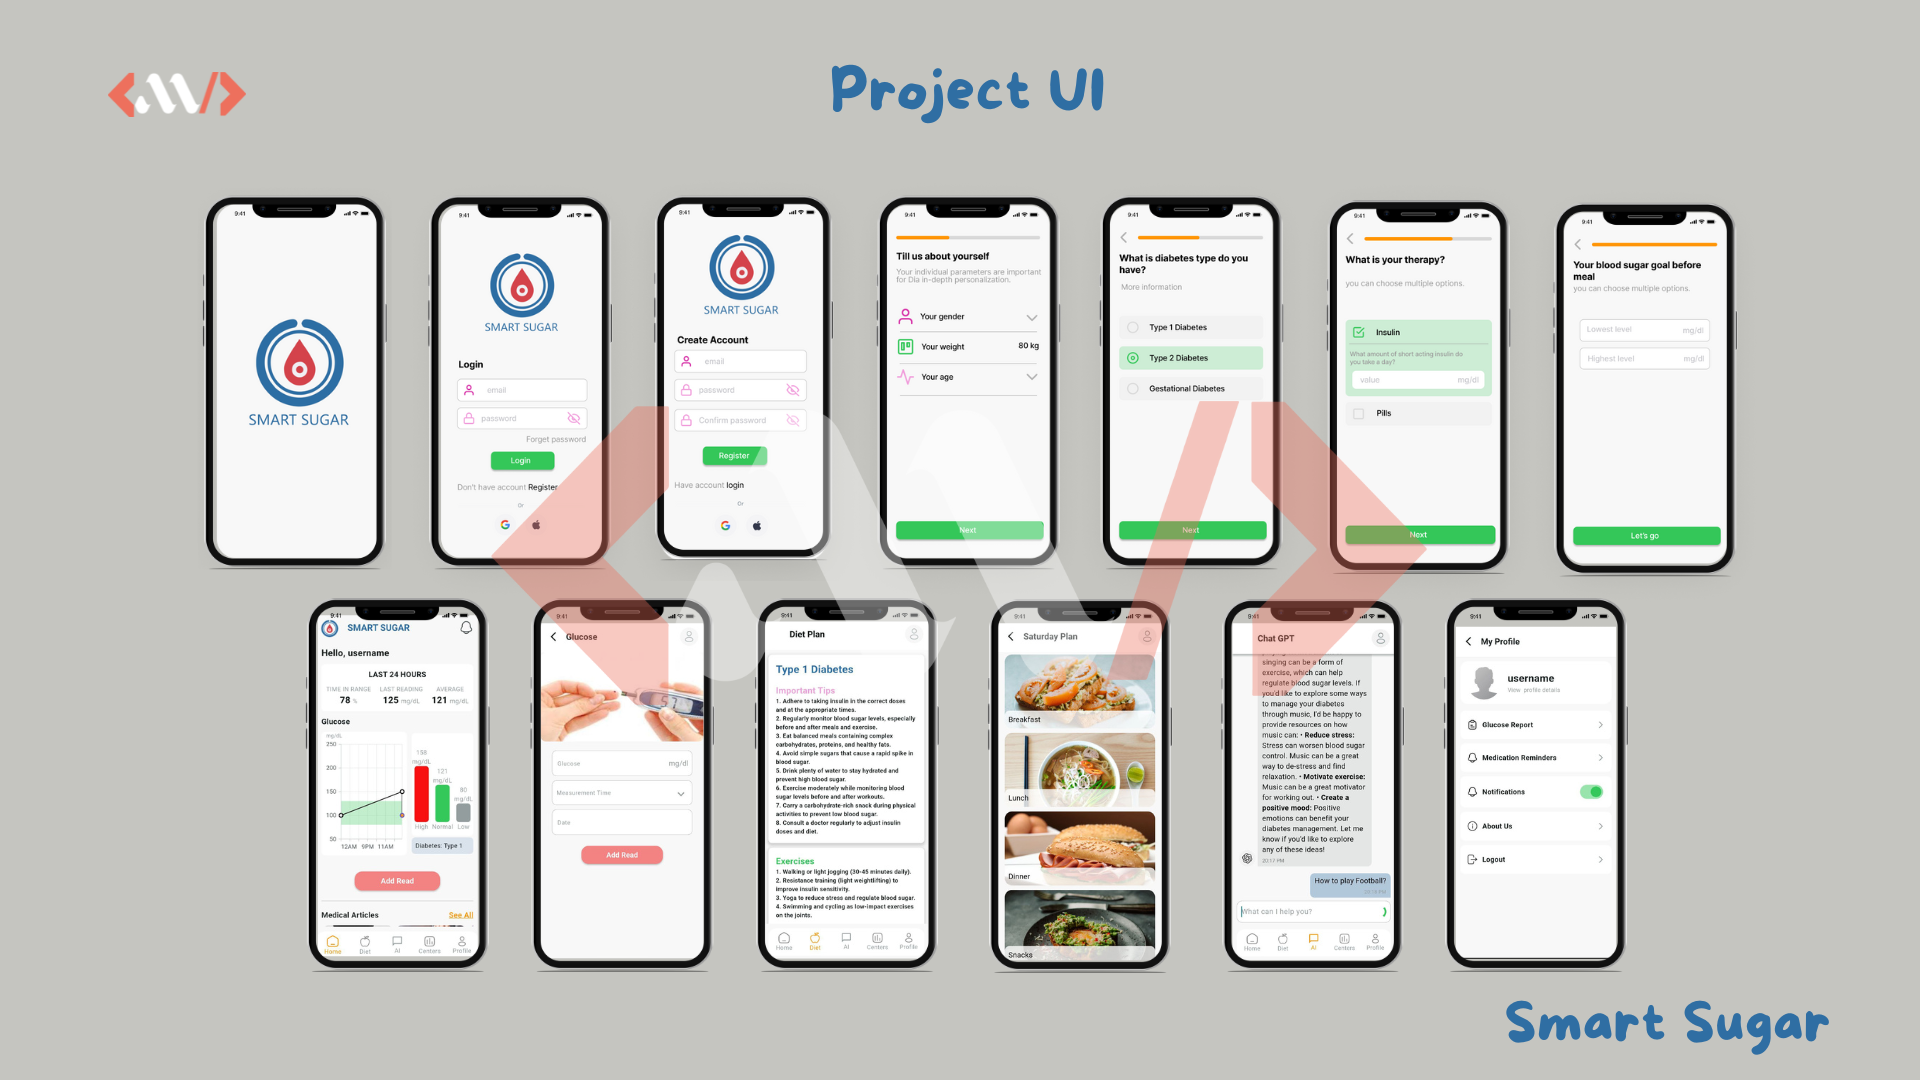 Project UI
9:41
SMART SUGAR
9:41
SMART SUGAR
Login
email
password
Forget password
Login
Don't have account Register
Or
9:41
SMART SUGAR
Create Account
email
password
Confirm password
Register
Have account login
Or
9:41
Till us about yourself
Your individual parameters are important
for Dia in-depth personalization.
Your gender
Your weight
80 kg
Your age
Next
9:41
What is diabetes type do you
have?
More information
Type 1 Diabetes
Type 2 Diabetes
Gestational Diabetes
Next
9:41
What is your therapy?
you can choose multiple options.
Insulin
What amount of short acting insulin do
you take a day?
value
mg/dl
Pills
Next
9:41
Your blood sugar goal before
meal
you can choose multiple options.
Lowest level
mg/dl
Highest level
mg/dl
Let's go
9:41
SMART SUGAR
Hello, username
LAST 24 HOURS
TIME IN RANGE
LAST READING
AVERAGE
78 %
125 mg/dL
121 mg/dL
Glucose
mg/dL
250
200
150
100
50
12AM 9PM 11AM
158
mg/dL
121
mg/dL
80
mg/dL
High Normal Low
Diabetes: Type 1
Add Read
Medical Articles
See All
Home Diet AI Centers Profile
9:41
Glucose
Glucose
mg/dl
Measurement Time
Date
Add Read
9:41
Diet Plan
Type 1 Diabetes
Important Tips
1. Adhere to taking insulin in the correct doses
and at the appropriate times.
2. Regularly monitor blood sugar levels, especially
before and after meals and exercise.
3. Eat balanced meals containing complex
carbohydrates, proteins, and healthy fats.
4. Avoid simple sugars that cause a rapid spike in
blood sugar.
5. Drink plenty of water to stay hydrated and
prevent high blood sugar.
6. Exercise moderately while monitoring blood
sugar levels before and after workouts.
7. Carry a carbohydrate-rich snack during physical
activities to prevent low blood sugar.
8. Consult a doctor regularly to adjust insulin
doses and diet.
Exercises
1. Walking or light jogging (30-45 minutes daily).
2. Resistance training (light weightlifting) to
improve insulin sensitivity.
3. Yoga to reduce stress and regulate blood sugar.
4. Swimming and cycling as low-impact exercises
on the joints.
Home Diet AI Centers Profile
9:41
Saturday Plan
Breakfast
Lunch
Dinner
Snacks
9:41
Chat GPT
singing can be a form of
exercise, which can help
regulate blood sugar levels. If
you'd like to explore some ways
to manage your diabetes
through music, I'd be happy to
provide resources on how
music can: • Reduce stress:
Stress can worsen blood sugar
control. Music can be a great
way to de-stress and find
relaxation. • Motivate exercise:
Music can be a great motivator
for working out. • Create a
positive mood: Positive
emotions can benefit your
diabetes management. Let me
know if you'd like to explore
any of these ideas!
20:17 PM
How to play Football?
What can I help you?
Home Diet AI Centers Profile
9:41
My Profile
username
View profile details
Glucose Report
Medication Reminders
Notifications
About Us
Logout
Smart Sugar